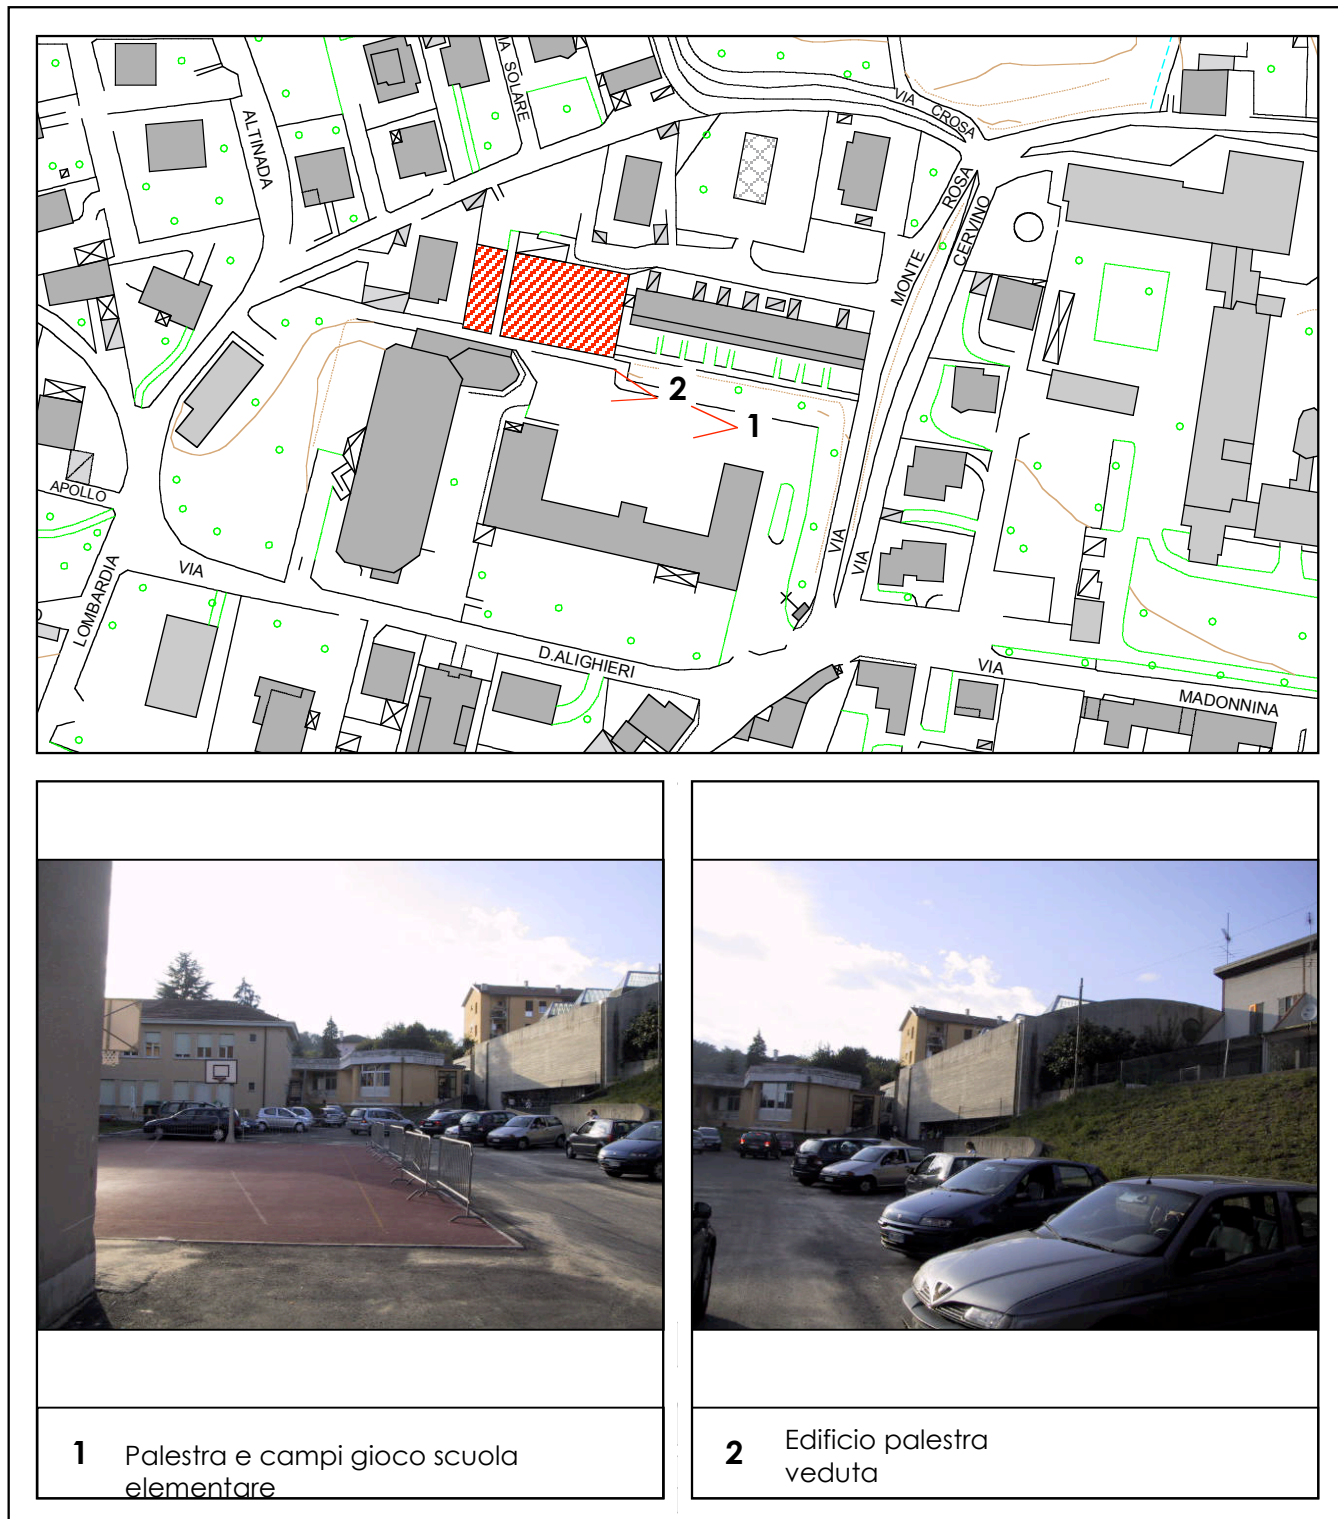 VIA SOLARE
ALTINADA
VIA CROSA
MONTE ROSA
CERVINO
2
1
APOLLO
VIA
VIA
LOMBARDIA
VIA
D.ALIGHIERI
VIA
MADONNINA
1 Palestra e campi gioco scuola
elementare
2 Edificio palestra
veduta